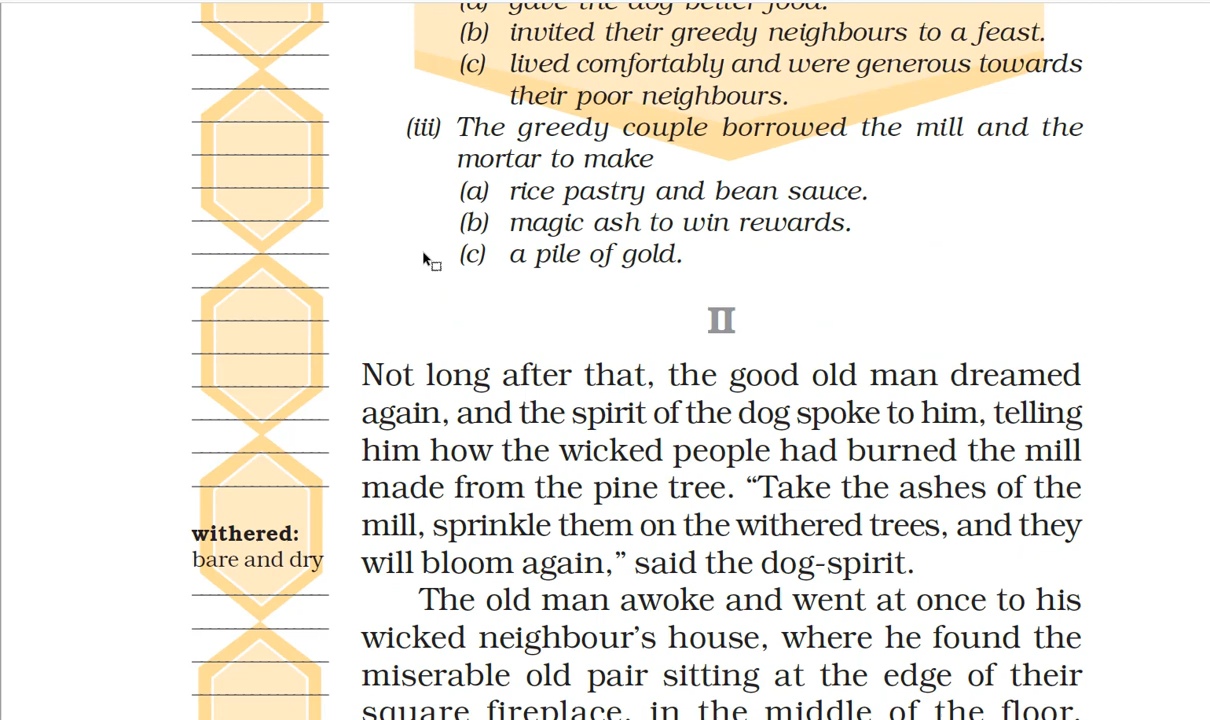 (a) gave the dog better food.
(b) invited their greedy neighbours to a feast.
(c) lived comfortably and were generous towards
their poor neighbours.
(iii) The greedy couple borrowed the mill and the
mortar to make
(a) rice pastry and bean sauce.
(b) magic ash to win rewards.
(c) a pile of gold.
II
Not long after that, the good old man dreamed
again, and the spirit of the dog spoke to him, telling
him how the wicked people had burned the mill
made from the pine tree. “Take the ashes of the
mill, sprinkle them on the withered trees, and they
will bloom again,” said the dog-spirit.
withered:
bare and dry
The old man awoke and went at once to his
wicked neighbour’s house, where he found the
miserable old pair sitting at the edge of their
square fireplace, in the middle of the floor,